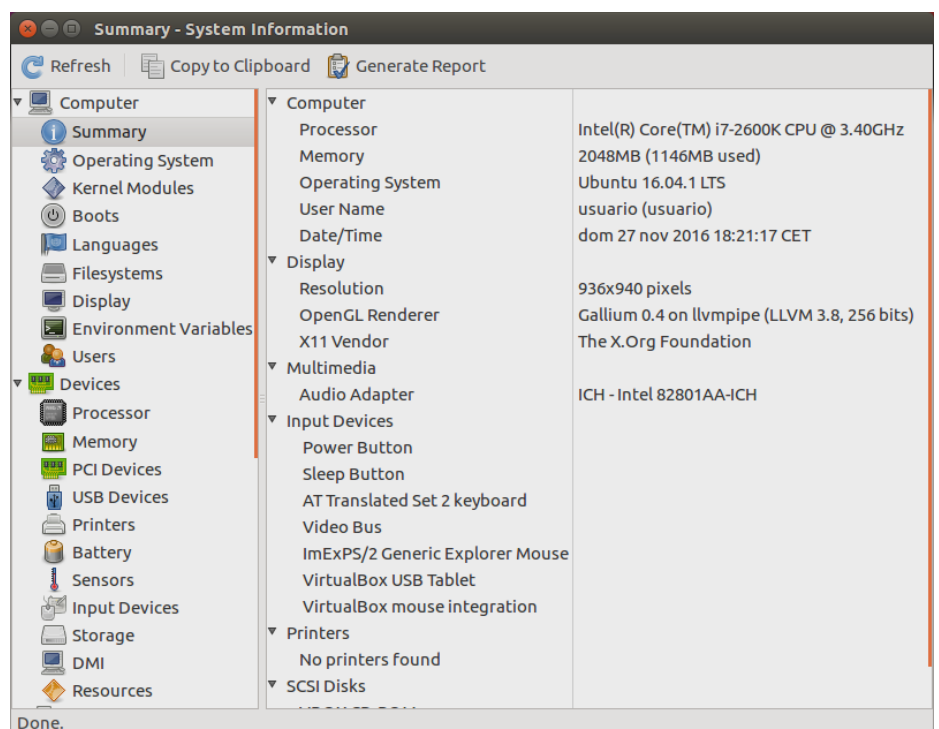 Summary - System Information
Refresh Copy to Clipboard Generate Report
Computer
Summary
Operating System
Kernel Modules
Boots
Languages
Filesystems
Display
Environment Variables
Users
Devices
Processor
Memory
PCI Devices
USB Devices
Printers
Battery
Sensors
Input Devices
Storage
DMI
Resources
Computer
Processor Intel(R) Core(TM) i7-2600K CPU @ 3.40GHz
Memory 2048MB (1146MB used)
Operating System Ubuntu 16.04.1 LTS
User Name usuario (usuario)
Date/Time dom 27 nov 2016 18:21:17 CET
Display
Resolution 936x940 pixels
OpenGL Renderer Gallium 0.4 on llvmpipe (LLVM 3.8, 256 bits)
X11 Vendor The X.Org Foundation
Multimedia
Audio Adapter ICH - Intel 82801AA-ICH
Input Devices
Power Button
Sleep Button
AT Translated Set 2 keyboard
Video Bus
ImExPS/2 Generic Explorer Mouse
VirtualBox USB Tablet
VirtualBox mouse integration
Printers
No printers found
SCSI Disks
Done.